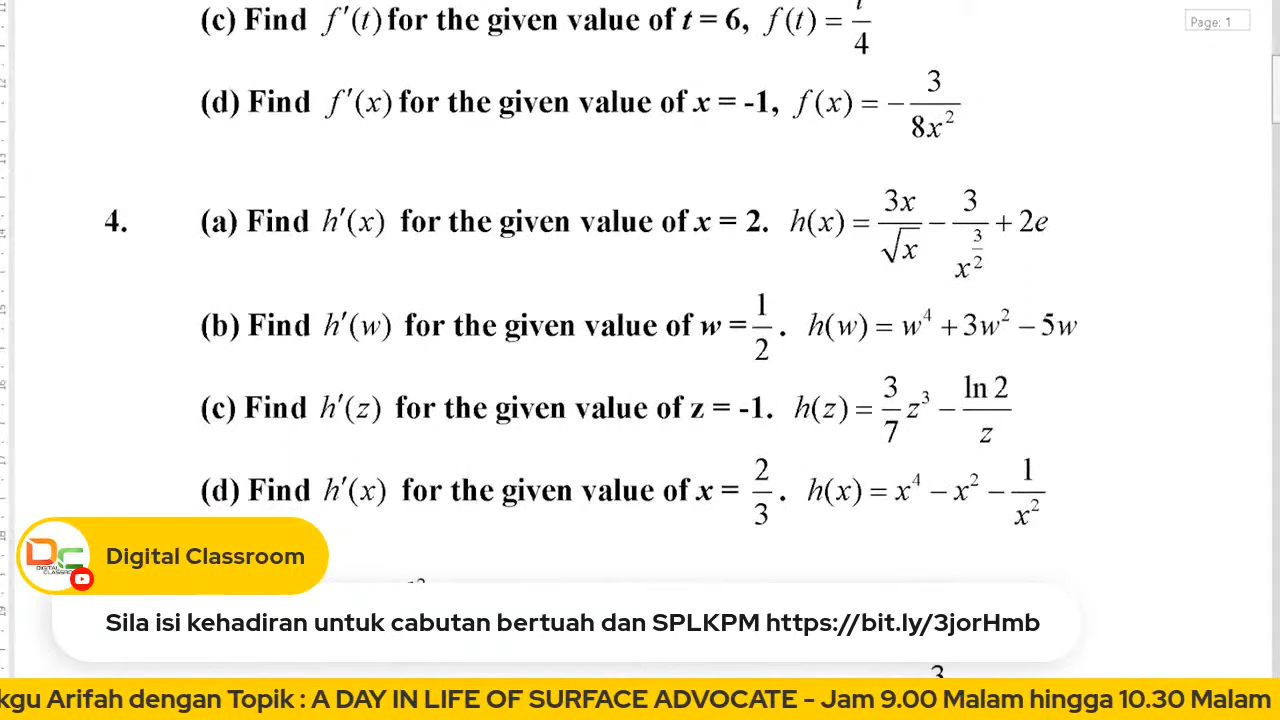 Page: 1
(c) Find f′(t) for the given value of t = 6, f(t) = t/4
(d) Find f′(x) for the given value of x = -1, f(x) = − 3/(8x²)
4. (a) Find h′(x) for the given value of x = 2. h(x) = 3x/√x − 3/x^(3/2) + 2e
(b) Find h′(w) for the given value of w = 1/2 . h(w) = w⁴ + 3w² − 5w
(c) Find h′(z) for the given value of z = -1. h(z) = 3/7 z³ − ln 2/z
(d) Find h′(x) for the given value of x = 2/3 . h(x) = x⁴ − x² − 1/x²
DC
DIGITAL CLASSROOM
Digital Classroom
Sila isi kehadiran untuk cabutan bertuah dan SPLKPM https://bit.ly/3jorHmb
3
kgu Arifah dengan Topik : A DAY IN LIFE OF SURFACE ADVOCATE - Jam 9.00 Malam hingga 10.30 Malam